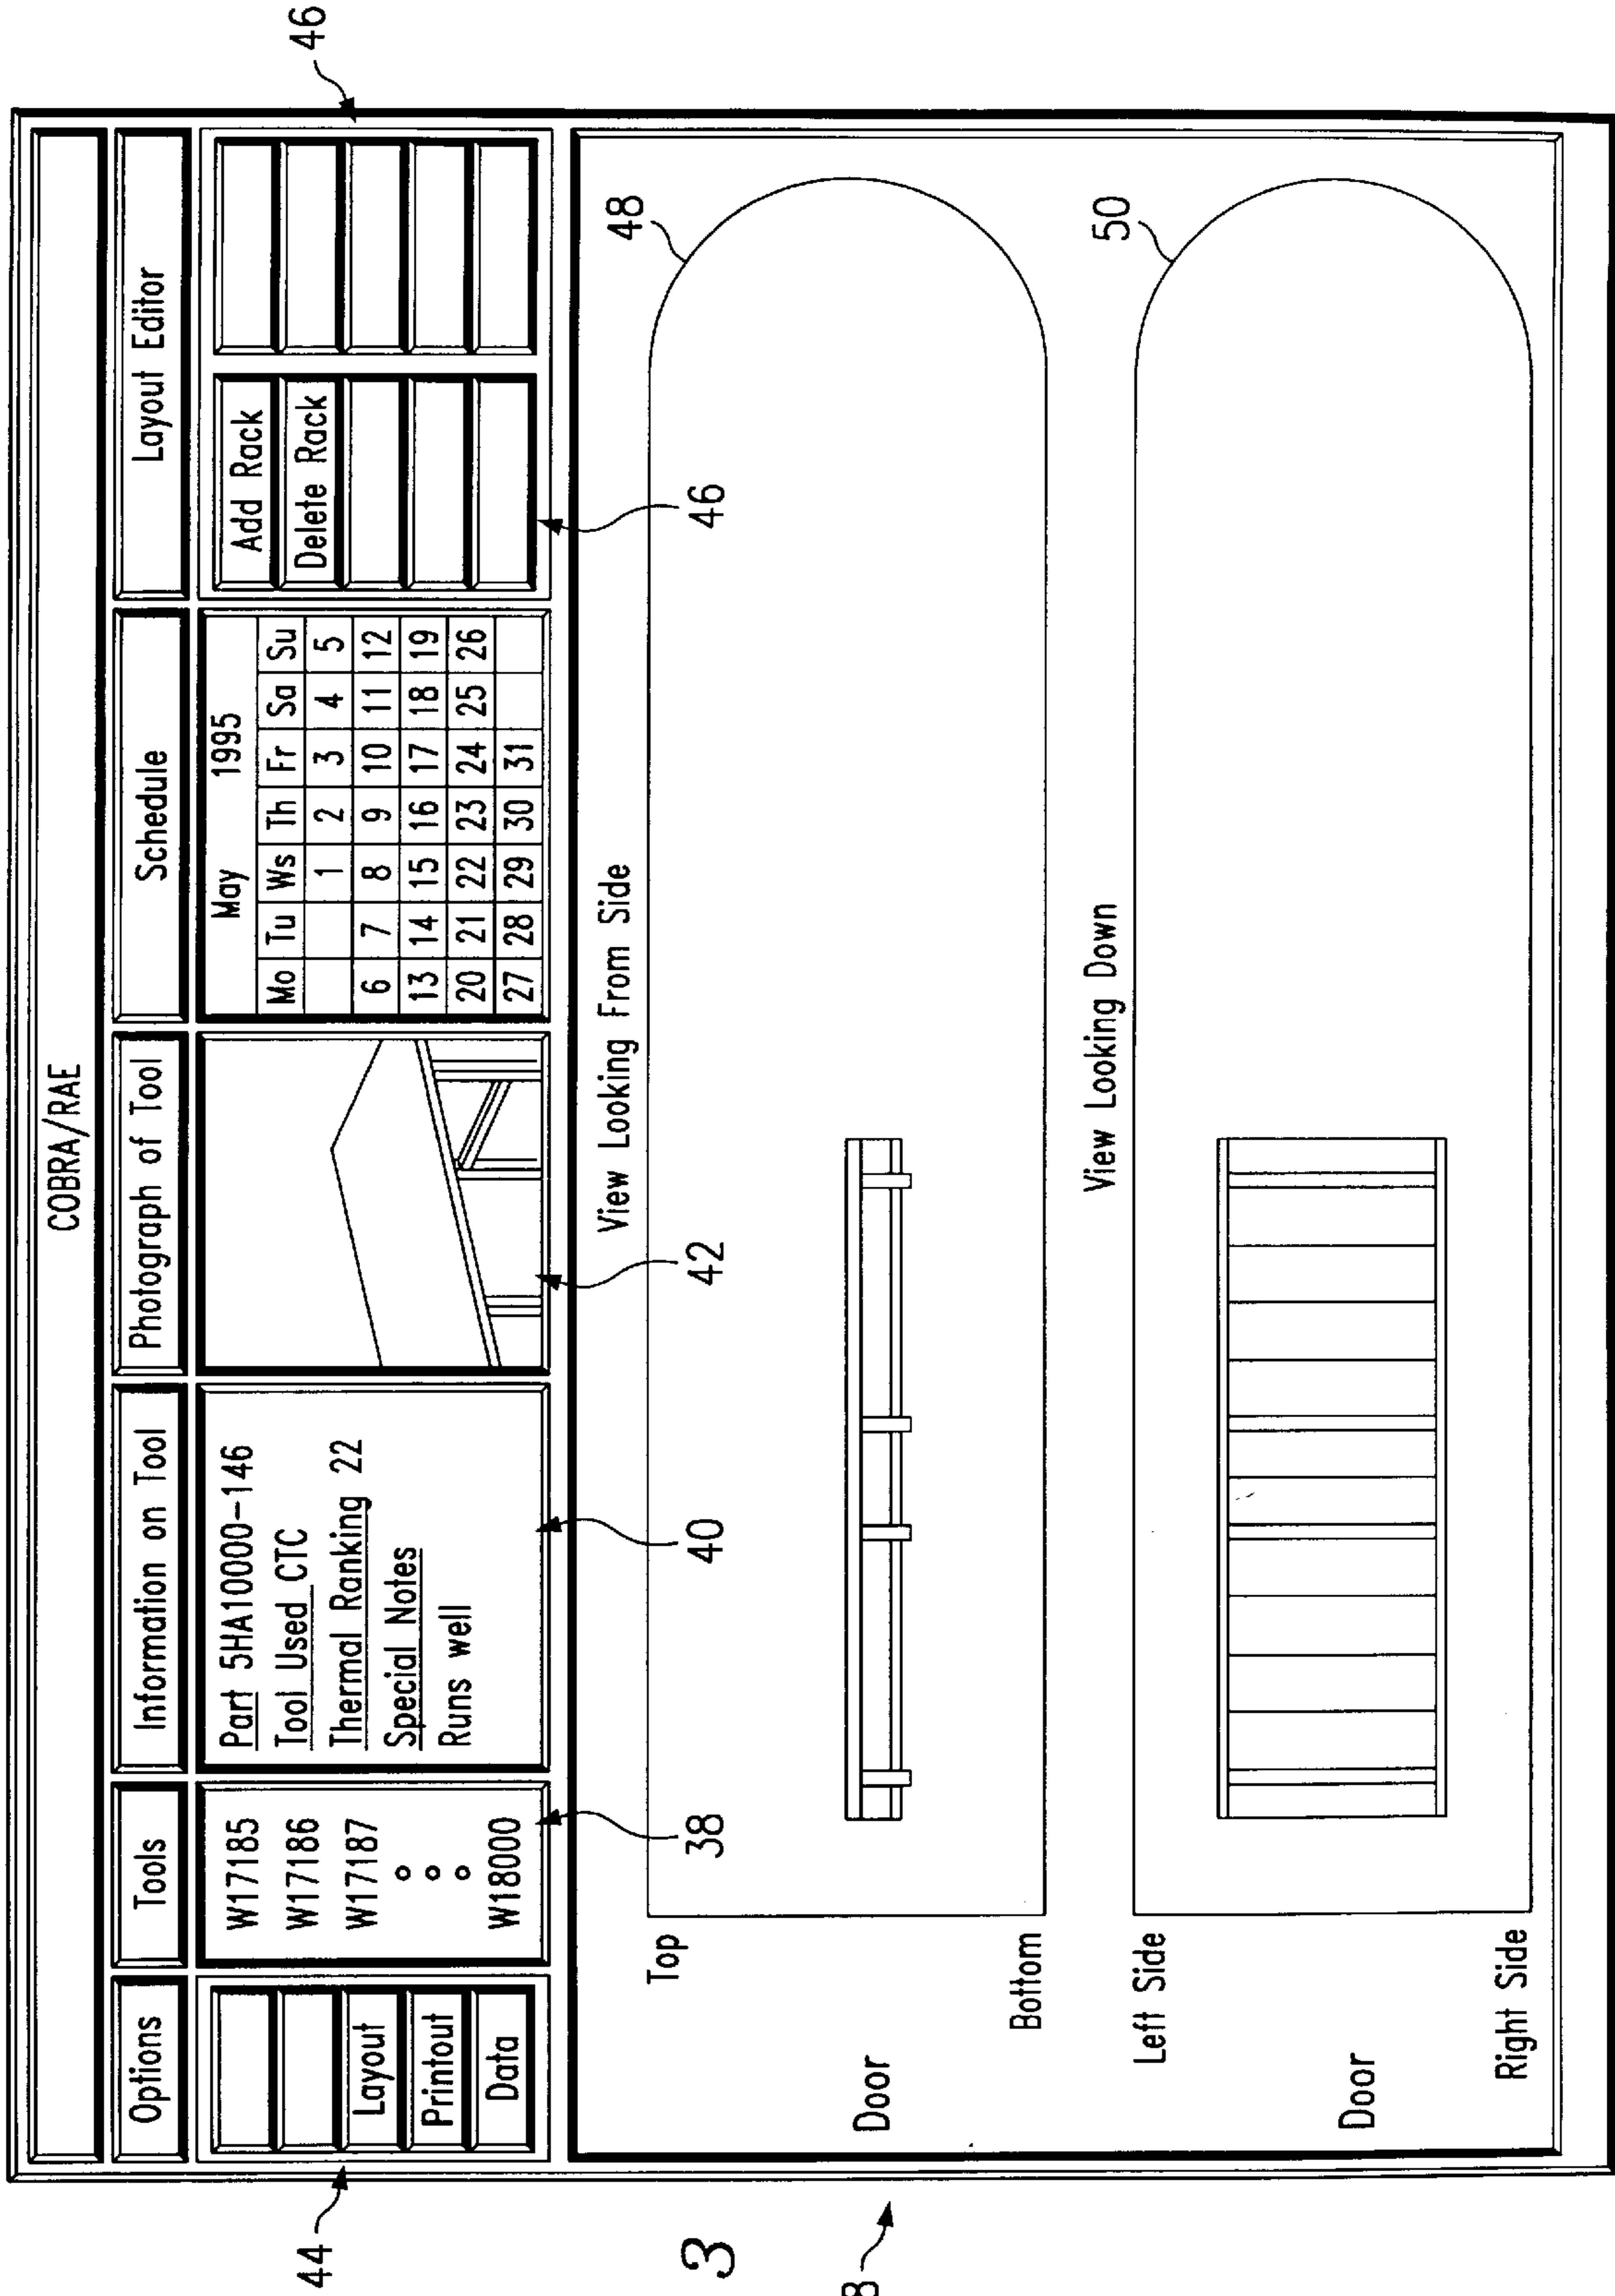 COBRA/RAE
Options
Tools
Information on Tool
Photograph of Tool
Schedule
Layout Editor
Layout
Printout
Data
W17185
W17186
W17187
W18000
Part 5HA10000-146
Tool Used CTC
Thermal Ranking 22
Special Notes
Runs well
May 1995
Mo Tu Ws Th Fr Sa Su
1 2 3 4 5
6 7 8 9 10 11 12
13 14 15 16 17 18 19
20 21 22 23 24 25 26
27 28 29 30 31
Add Rack
Delete Rack
46
44
38
40
42
46
View Looking From Side
48
Top
Door
Bottom
View Looking Down
50
Left Side
Door
Right Side
3